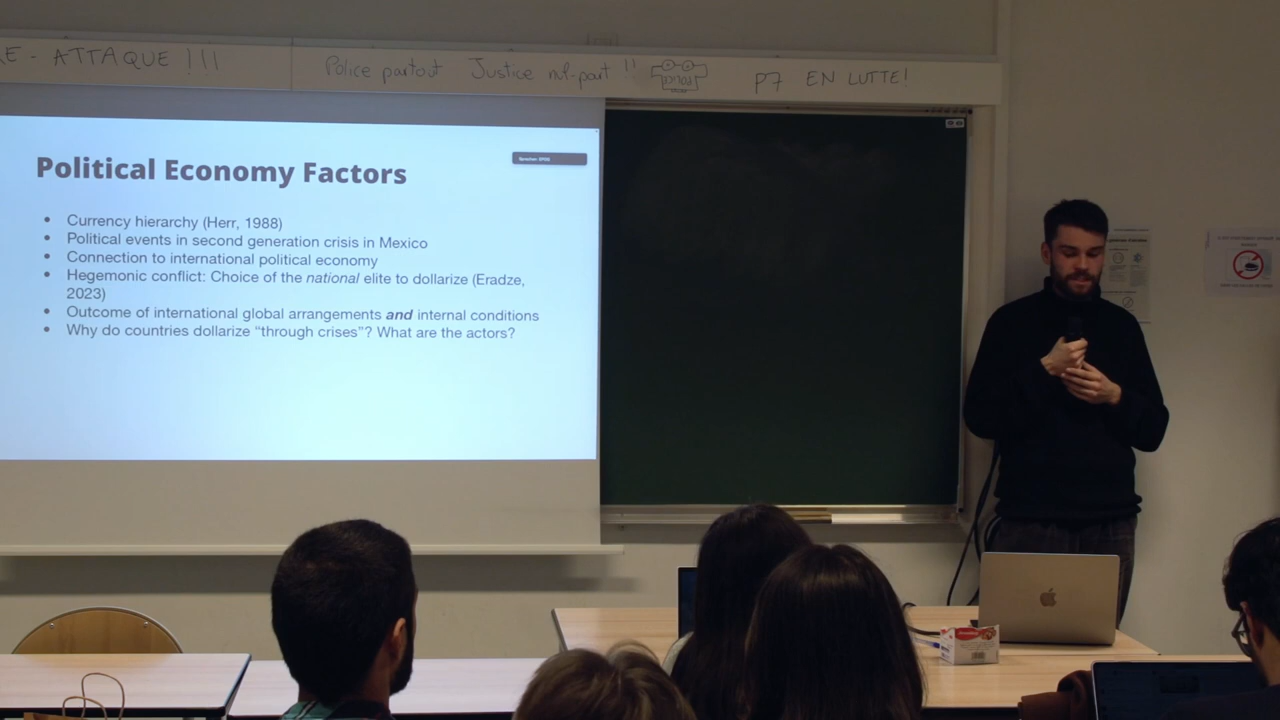 E - ATTAQUE !!!
Police partout Justice nul-part !! P7 EN LUTTE!
Political Economy Factors
• Currency hierarchy (Herr, 1988)
• Political events in second generation crisis in Mexico
• Connection to international political economy
• Hegemonic conflict: Choice of the national elite to dollarize (Eradze,
2023)
• Outcome of international global arrangements and internal conditions
• Why do countries dollarize “through crises”? What are the actors?